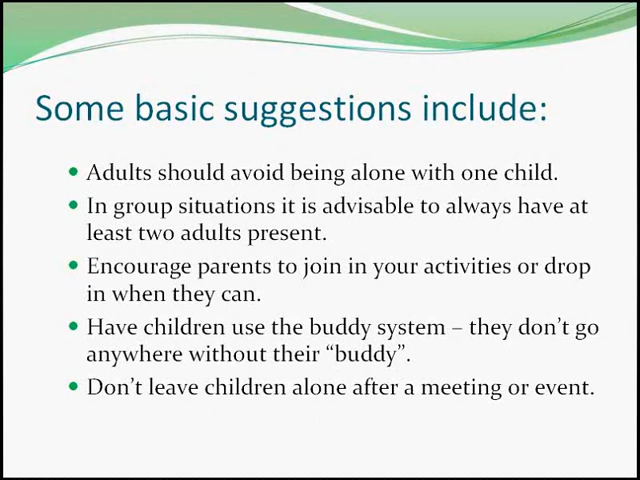 Some basic suggestions include:
Adults should avoid being alone with one child.
In group situations it is advisable to always have at
least two adults present.
Encourage parents to join in your activities or drop
in when they can.
Have children use the buddy system – they don’t go
anywhere without their “buddy”.
Don’t leave children alone after a meeting or event.